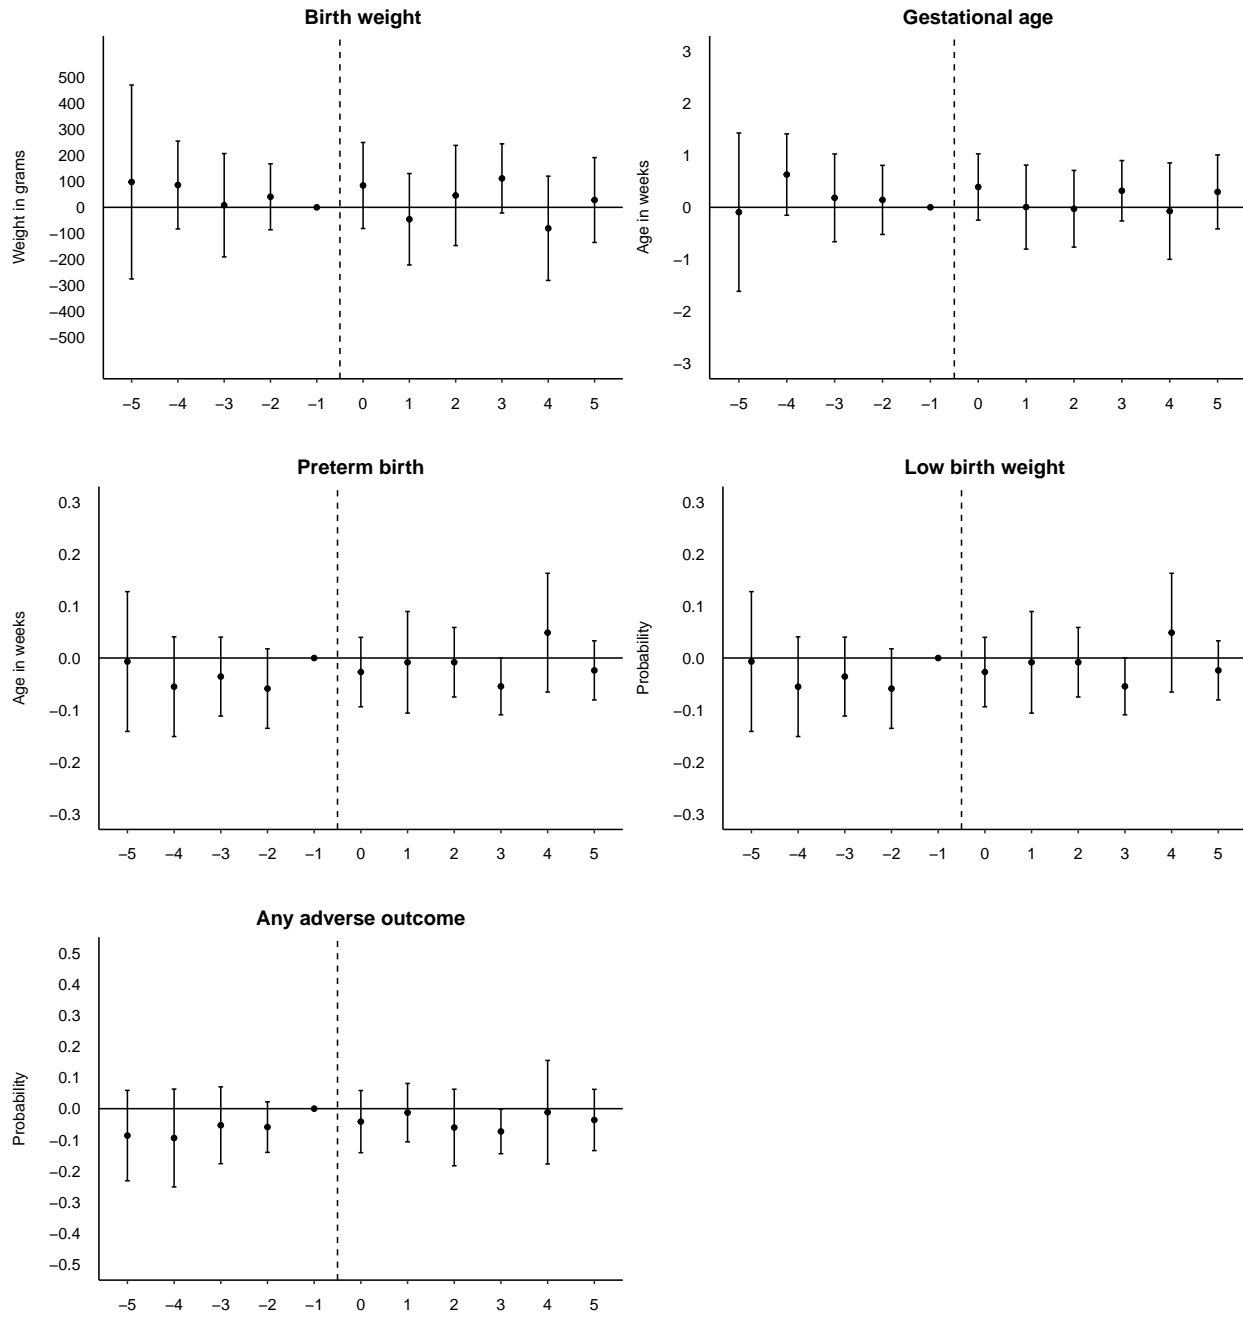 Birth weight
Weight in grams
500
400
300
200
100
0
−100
−200
−300
−400
−500
−5 −4 −3 −2 −1 0 1 2 3 4 5
Gestational age
Age in weeks
3
2
1
0
−1
−2
−3
−5 −4 −3 −2 −1 0 1 2 3 4 5
Preterm birth
Age in weeks
0.3
0.2
0.1
0.0
−0.1
−0.2
−0.3
−5 −4 −3 −2 −1 0 1 2 3 4 5
Low birth weight
Probability
0.3
0.2
0.1
0.0
−0.1
−0.2
−0.3
−5 −4 −3 −2 −1 0 1 2 3 4 5
Any adverse outcome
Probability
0.5
0.4
0.3
0.2
0.1
0.0
−0.1
−0.2
−0.3
−0.4
−0.5
−5 −4 −3 −2 −1 0 1 2 3 4 5